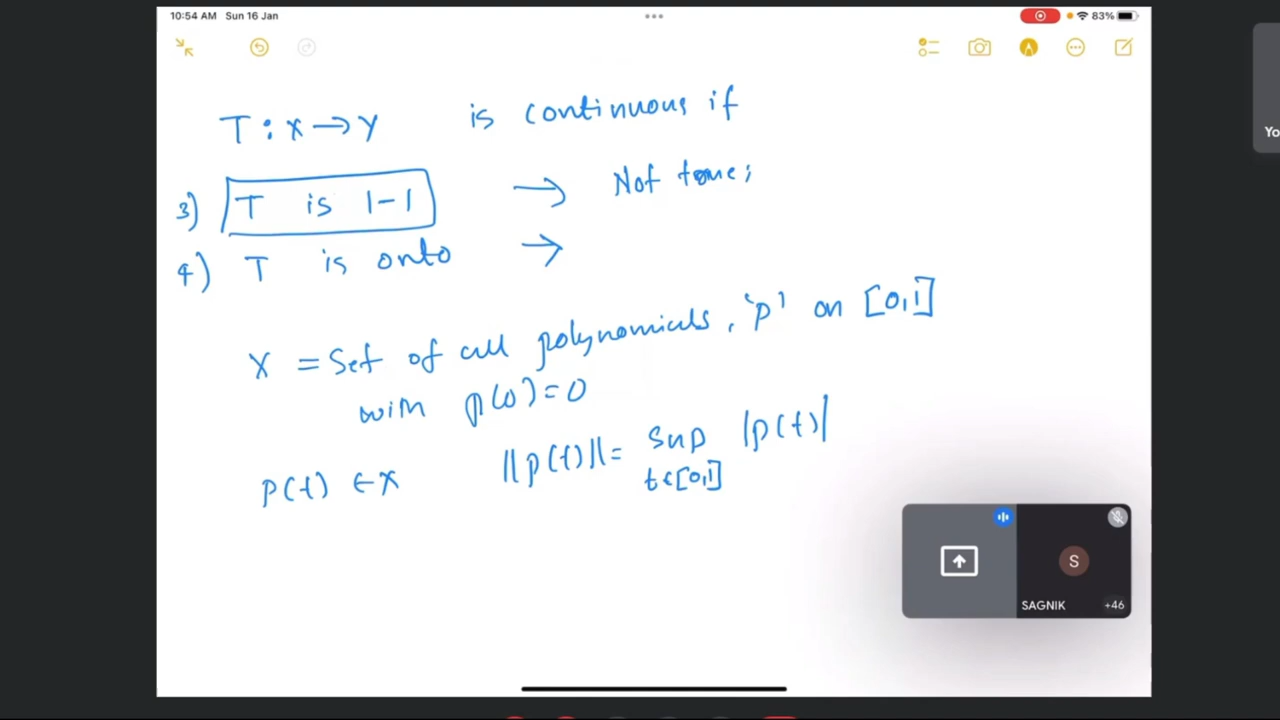 10:54 AM Sun 16 Jan
83%
T : X → Y is continuous if
3) T is 1-1 → Not true;
4) T is onto →
X = Set of all polynomials, 'p' on [0,1]
with p(0)=0
p(t) ∈ X ||p(t)|| = sup |p(t)|
t∈[0,1]
Yo
S
SAGNIK +46